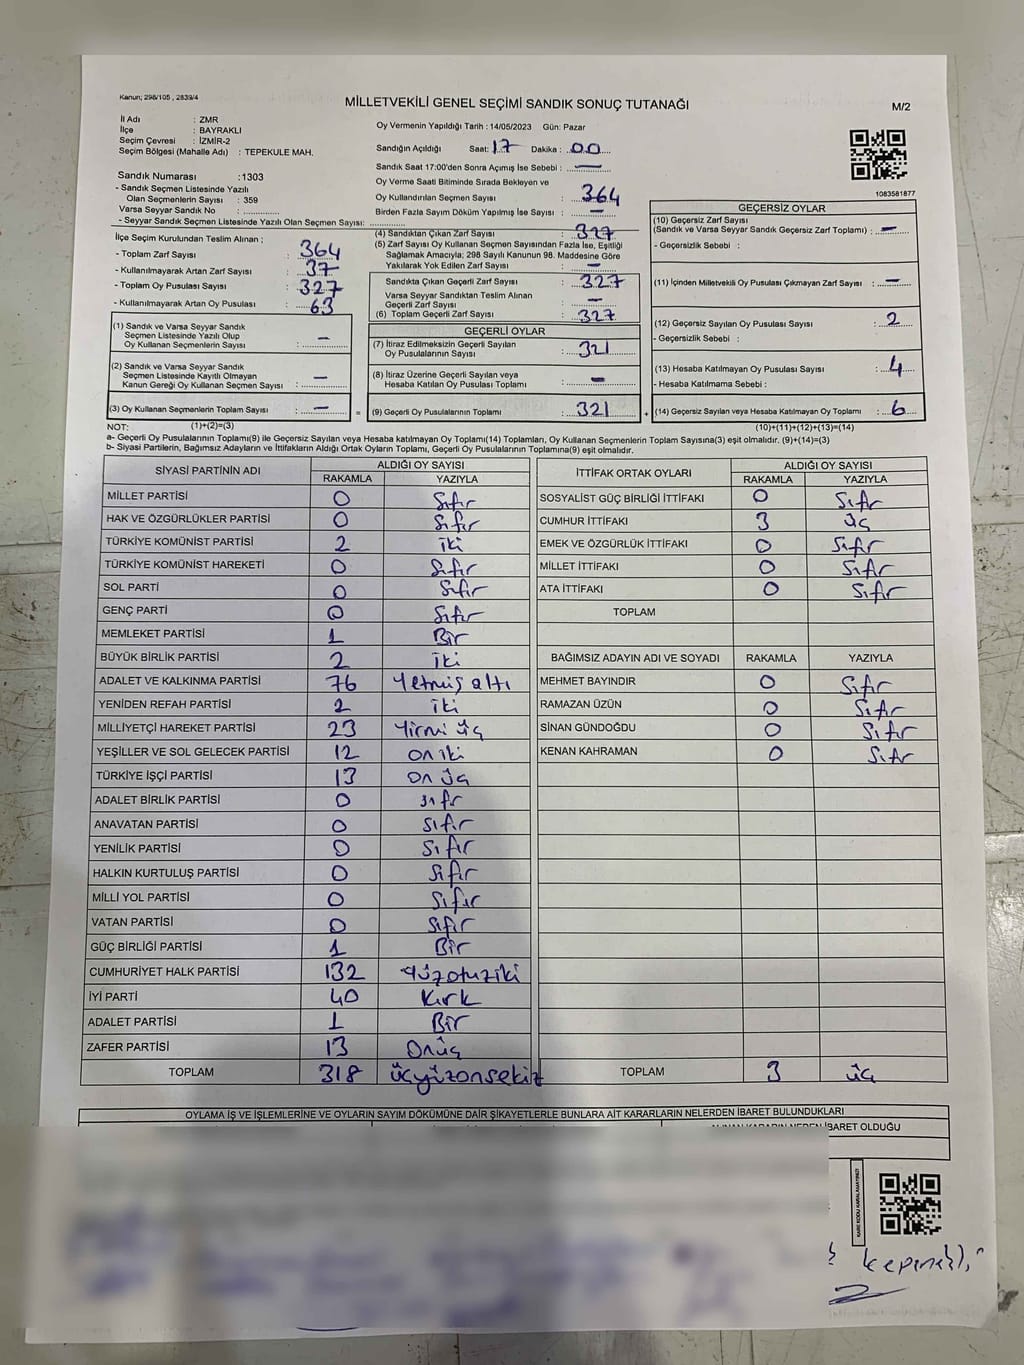 Kanun; 298/105 , 2839/4
MİLLETVEKİLİ GENEL SEÇİMİ SANDIK SONUÇ TUTANAĞI
M/2
İl Adı : ZMR
İlçe : BAYRAKLI
Seçim Çevresi : İZMİR-2
Seçim Bölgesi (Mahalle Adı) : TEPEKULE MAH.
Sandık Numarası :1303
- Sandık Seçmen Listesinde Yazılı
Olan Seçmenlerin Sayısı : 359
Varsa Seyyar Sandık No :
- Seyyar Sandık Seçmen Listesinde Yazılı Olan Seçmen Sayısı:
İlçe Seçim Kurulundan Teslim Alınan ;
- Toplam Zarf Sayısı : 364
- Kullanılmayarak Artan Zarf Sayısı : 37
- Toplam Oy Pusulası Sayısı : 327
- Kullanılmayarak Artan Oy Pusulası : 63
(1) Sandık ve Varsa Seyyar Sandık
Seçmen Listesinde Yazılı Olup
Oy Kullanan Seçmenlerin Sayısı : —
(2) Sandık ve Varsa Seyyar Sandık
Seçmen Listesinde Kayıtlı Olmayan
Kanun Gereği Oy Kullanan Seçmen Sayısı : —
(3) Oy Kullanan Seçmenlerin Toplam Sayısı : — =
Oy Vermenin Yapıldığı Tarih : 14/05/2023 Gün: Pazar
Sandığın Açıldığı Saat: 17 Dakika : 00
Sandık Saat 17:00'den Sonra Açımış İse Sebebi : —
Oy Verme Saati Bitiminde Sırada Bekleyen ve
Oy Kullandırılan Seçmen Sayısı : 364
Birden Fazla Sayım Döküm Yapılmış İse Sayısı : —
(4) Sandıktan Çıkan Zarf Sayısı : 327
(5) Zarf Sayısı Oy Kullanan Seçmen Sayısından Fazla İse, Eşitliği
Sağlamak Amacıyla; 298 Sayılı Kanunun 98. Maddesine Göre
Yakılarak Yok Edilen Zarf Sayısı : —
Sandıkta Çıkan Geçerli Zarf Sayısı : 327
Varsa Seyyar Sandıktan Teslim Alınan
Geçerli Zarf Sayısı : —
(6) Toplam Geçerli Zarf Sayısı : 327
GEÇERLİ OYLAR
(7) İtiraz Edilmeksizin Geçerli Sayılan
Oy Pusulalarının Sayısı : 321
(8) İtiraz Üzerine Geçerli Sayılan veya
Hesaba Katılan Oy Pusulası Toplamı : —
(9) Geçerli Oy Pusulalarının Toplamı : 321 +
1083581877
GEÇERSİZ OYLAR
(10) Geçersiz Zarf Sayısı
(Sandık ve Varsa Seyyar Sandık Geçersiz Zarf Toplamı) : —
- Geçersizlik Sebebi :
(11) İçinden Milletvekili Oy Pusulası Çıkmayan Zarf Sayısı : —
(12) Geçersiz Sayılan Oy Pusulası Sayısı : 2
- Geçersizlik Sebebi :
(13) Hesaba Katılmayan Oy Pusulası Sayısı : 4
- Hesaba Katılmama Sebebi :
(14) Geçersiz Sayılan veya Hesaba Katılmayan Oy Toplamı : 6
NOT: (1)+(2)=(3) (10)+(11)+(12)+(13)=(14)
a- Geçerli Oy Pusulalarının Toplamı(9) ile Geçersiz Sayılan veya Hesaba katılmayan Oy Toplamı(14) Toplamları, Oy Kullanan Seçmenlerin Toplam Sayısına(3) eşit olmalıdır. (9)+(14)=(3)
b- Siyasi Partilerin, Bağımsız Adayların ve İttifakların Aldığı Ortak Oyların Toplamı, Geçerli Oy Pusulalarının Toplamına(9) eşit olmalıdır.
SİYASİ PARTİNİN ADI ALDIĞI OY SAYISI
RAKAMLA YAZIYLA
MİLLET PARTİSİ 0 Sıfır
HAK VE ÖZGÜRLÜKLER PARTİSİ 0 Sıfır
TÜRKİYE KOMÜNİST PARTİSİ 2 iki
TÜRKİYE KOMÜNİST HAREKETİ 0 Sıfır
SOL PARTİ 0 Sıfır
GENÇ PARTİ 0 Sıfır
MEMLEKET PARTİSİ 1 Bir
BÜYÜK BİRLİK PARTİSİ 2 iki
ADALET VE KALKINMA PARTİSİ 76 Yetmiş altı
YENİDEN REFAH PARTİSİ 2 iki
MİLLİYETÇİ HAREKET PARTİSİ 23 Yirmi üç
YEŞİLLER VE SOL GELECEK PARTİSİ 12 on iki
TÜRKİYE İŞÇİ PARTİSİ 13 on üç
ADALET BİRLİK PARTİSİ 0 sıfır
ANAVATAN PARTİSİ 0 sıfır
YENİLİK PARTİSİ 0 Sıfır
HALKIN KURTULUŞ PARTİSİ 0 Sıfır
MİLLİ YOL PARTİSİ 0 Sıfır
VATAN PARTİSİ 0 Sıfır
GÜÇ BİRLİĞİ PARTİSİ 1 Bir
CUMHURİYET HALK PARTİSİ 132 Yüzotuziki
İYİ PARTİ 40 Kırk
ADALET PARTİSİ 1 Bir
ZAFER PARTİSİ 13 Onüç
TOPLAM 318 üçyüzonsekiz
İTTİFAK ORTAK OYLARI ALDIĞI OY SAYISI
RAKAMLA YAZIYLA
SOSYALİST GÜÇ BİRLİĞİ İTTİFAKI 0 Sıfır
CUMHUR İTTİFAKI 3 üç
EMEK VE ÖZGÜRLÜK İTTİFAKI 0 Sıfır
MİLLET İTTİFAKI 0 Sıfır
ATA İTTİFAKI 0 Sıfır
TOPLAM
BAĞIMSIZ ADAYIN ADI VE SOYADI RAKAMLA YAZIYLA
MEHMET BAYINDIR 0 Sıfır
RAMAZAN ÜZÜN 0 Sıfır
SİNAN GÜNDOĞDU 0 Sıfır
KENAN KAHRAMAN 0 Sıfır
TOPLAM 3 üç
OYLAMA İŞ VE İŞLEMLERİNE VE OYLARIN SAYIM DÖKÜMÜNE DAİR ŞİKAYETLERLE BUNLARA AİT KARARLARIN NELERDEN İBARET BULUNDUKLARI
İBARET OLDUĞU